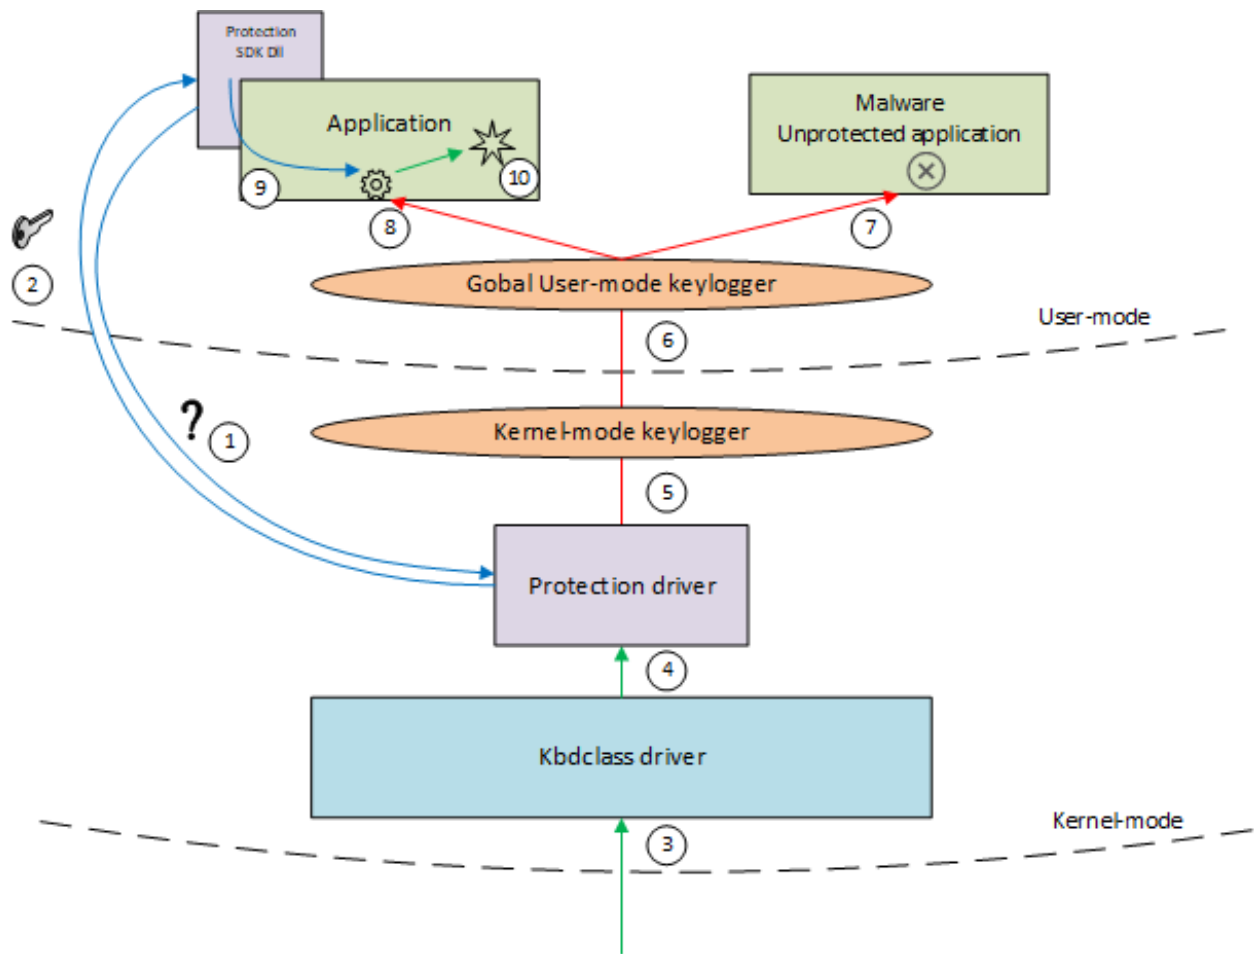 Protection
SDK Dll
Application
Malware
Unprotected application
10
9
8
7
2
Gobal User-mode keylogger
User-mode
6
?
1
Kernel-mode keylogger
5
Protection driver
4
Kbdclass driver
Kernel-mode
3